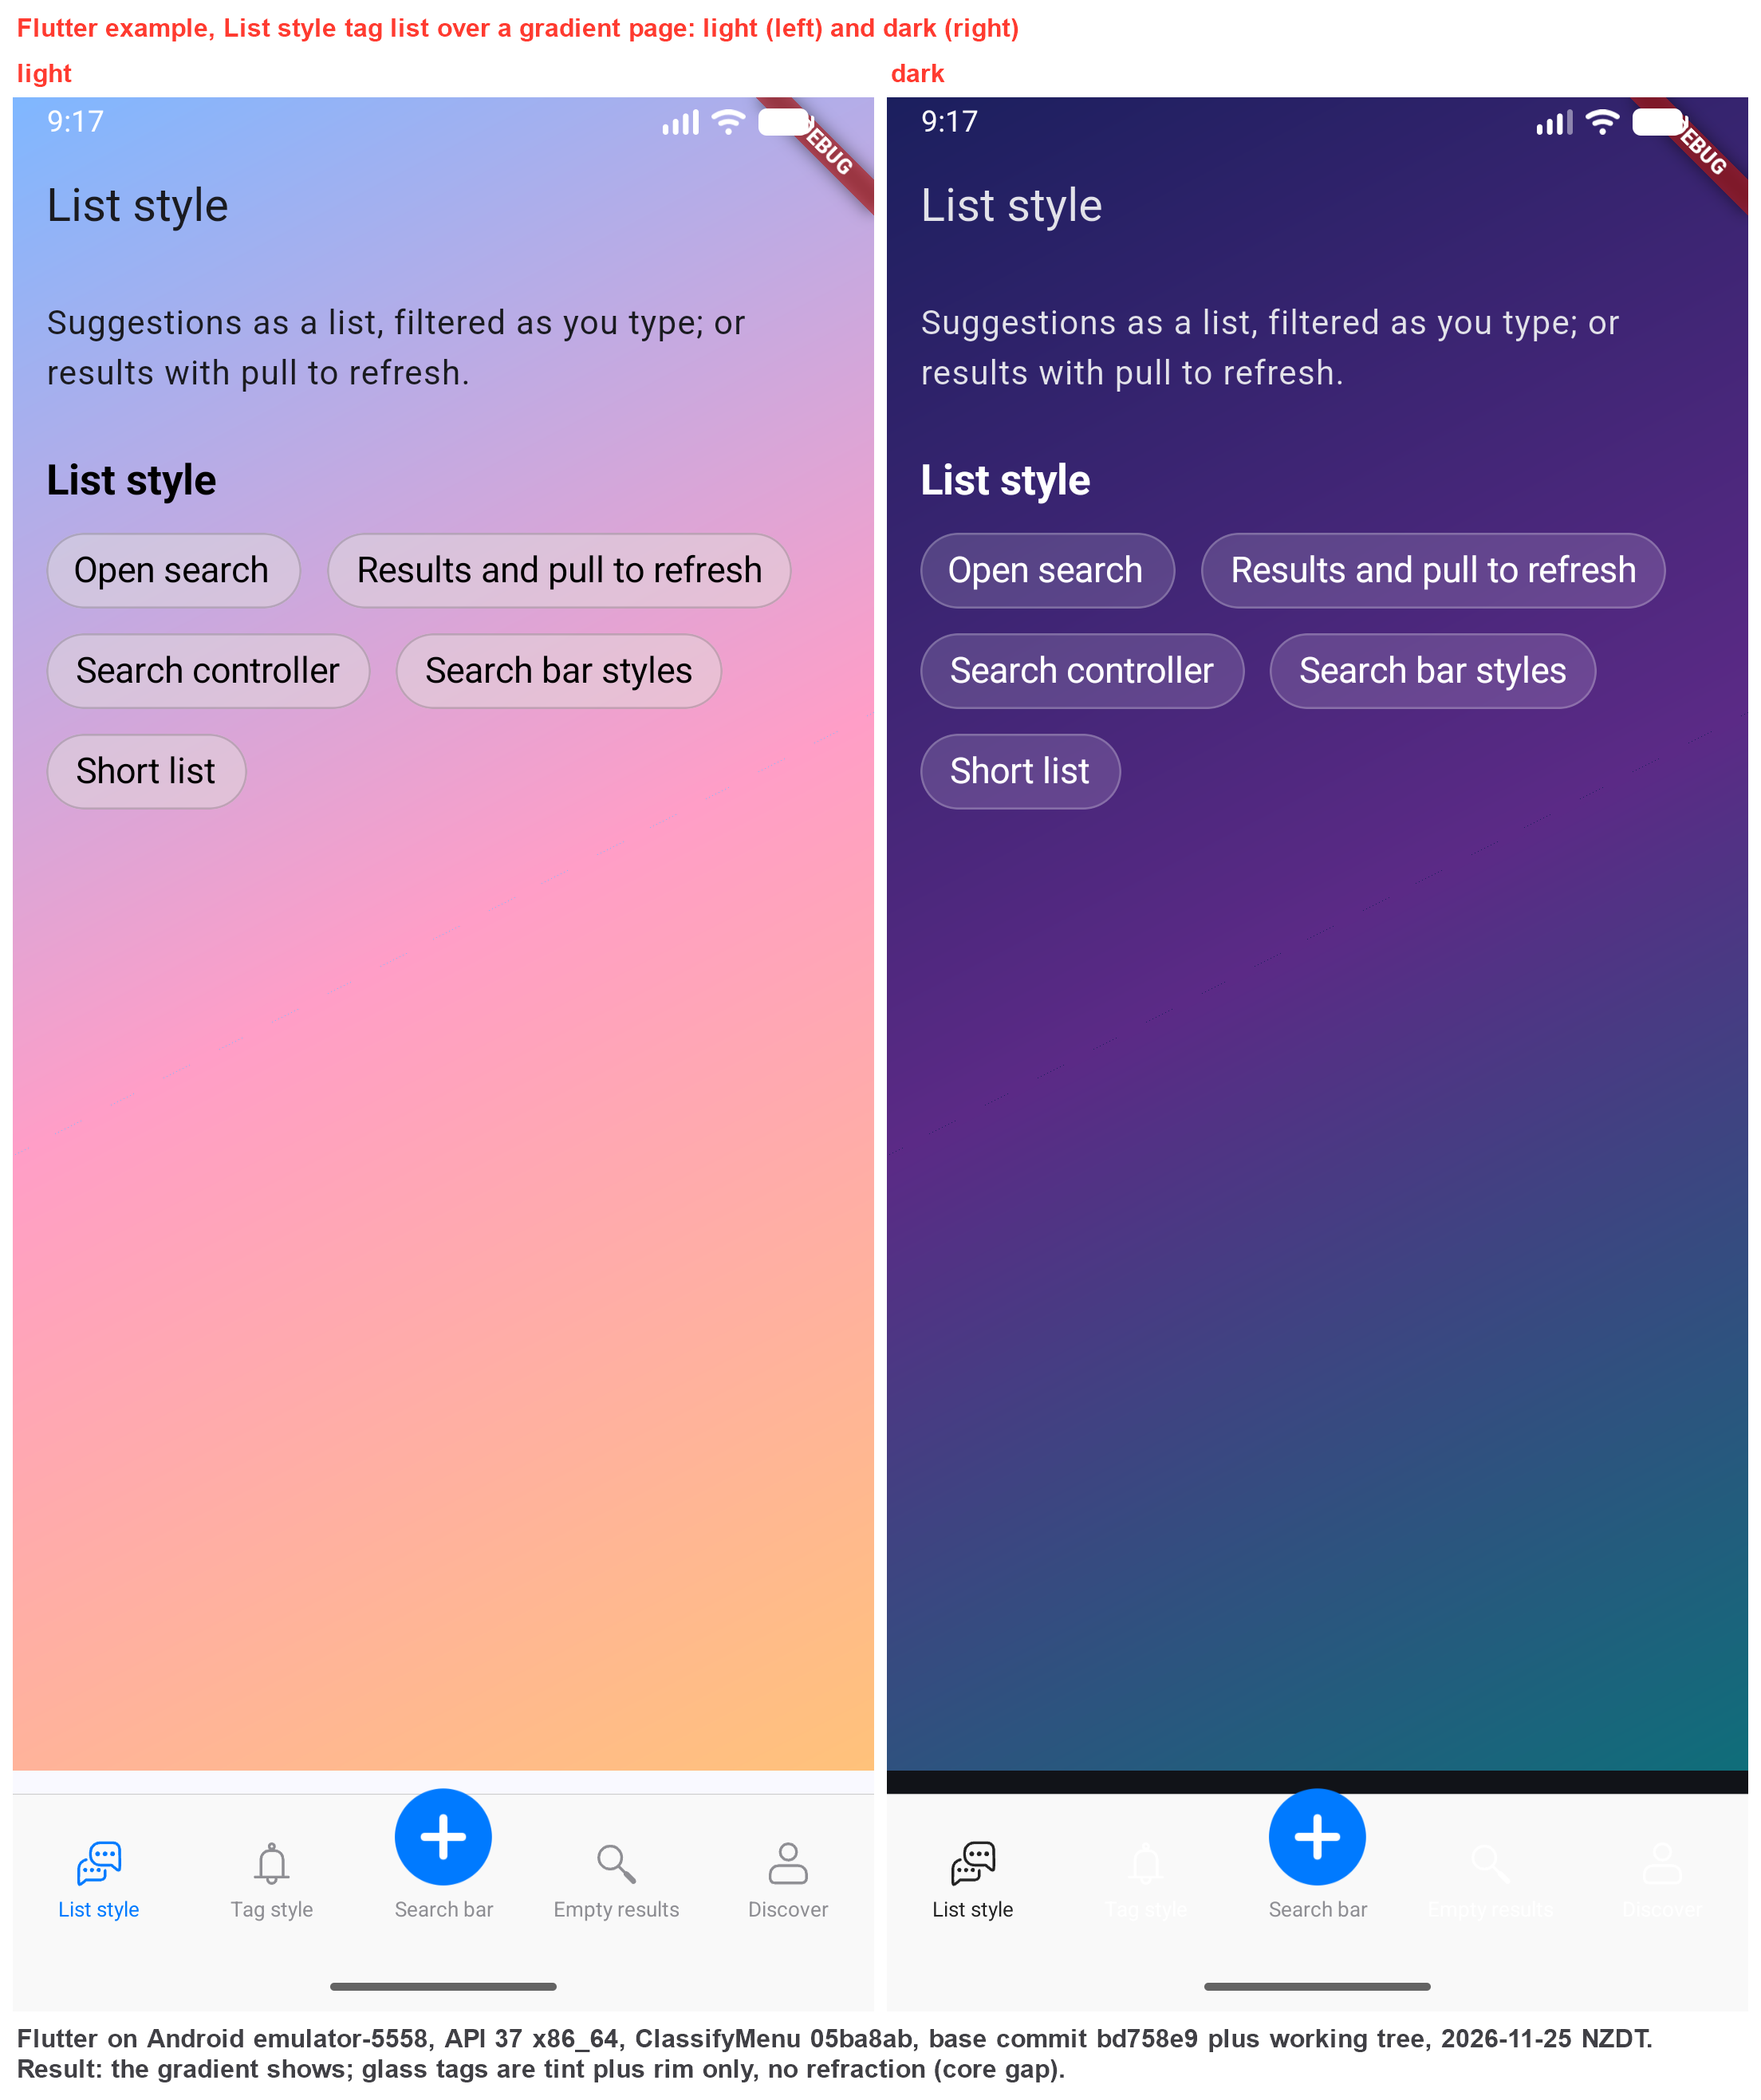 Flutter example, List style tag list over a gradient page: light (left) and dark (right)
light
9:17
EBUG
List style
Suggestions as a list, filtered as you type; or
results with pull to refresh.
List style
Open search
Results and pull to refresh
Search controller
Search bar styles
Short list
List style
Tag style
Search bar
Empty results
Discover
dark
9:17
EBUG
List style
Suggestions as a list, filtered as you type; or
results with pull to refresh.
List style
Open search
Results and pull to refresh
Search controller
Search bar styles
Short list
List style
Tag style
Search bar
Empty results
Discover
Flutter on Android emulator-5558, API 37 x86_64, ClassifyMenu 05ba8ab, base commit bd758e9 plus working tree, 2026-11-25 NZDT.
Result: the gradient shows; glass tags are tint plus rim only, no refraction (core gap).